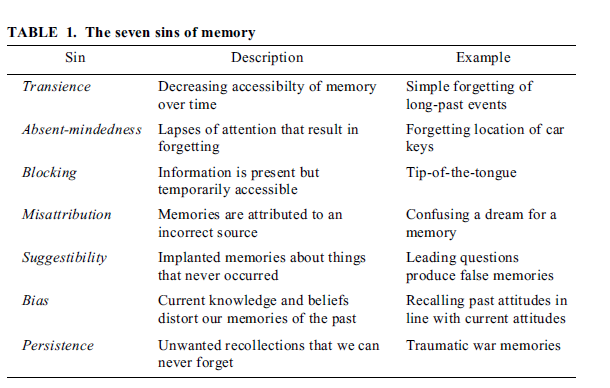 TABLE 1. The seven sins of memory
Sin Description Example
Transience Decreasing accessibilty of memory Simple forgetting of
over time long-past events
Absent-mindedness Lapses of attention that result in Forgetting location of car
forgetting keys
Blocking Information is present but Tip-of-the-tongue
temporarily accessible
Misattribution Memories are attributed to an Confusing a dream for a
incorrect source memory
Suggestibility Implanted memories about things Leading questions
that never occurred produce false memories
Bias Current knowledge and beliefs Recalling past attitudes in
distort our memories of the past line with current attitudes
Persistence Unwanted recollections that we can Traumatic war memories
never forget